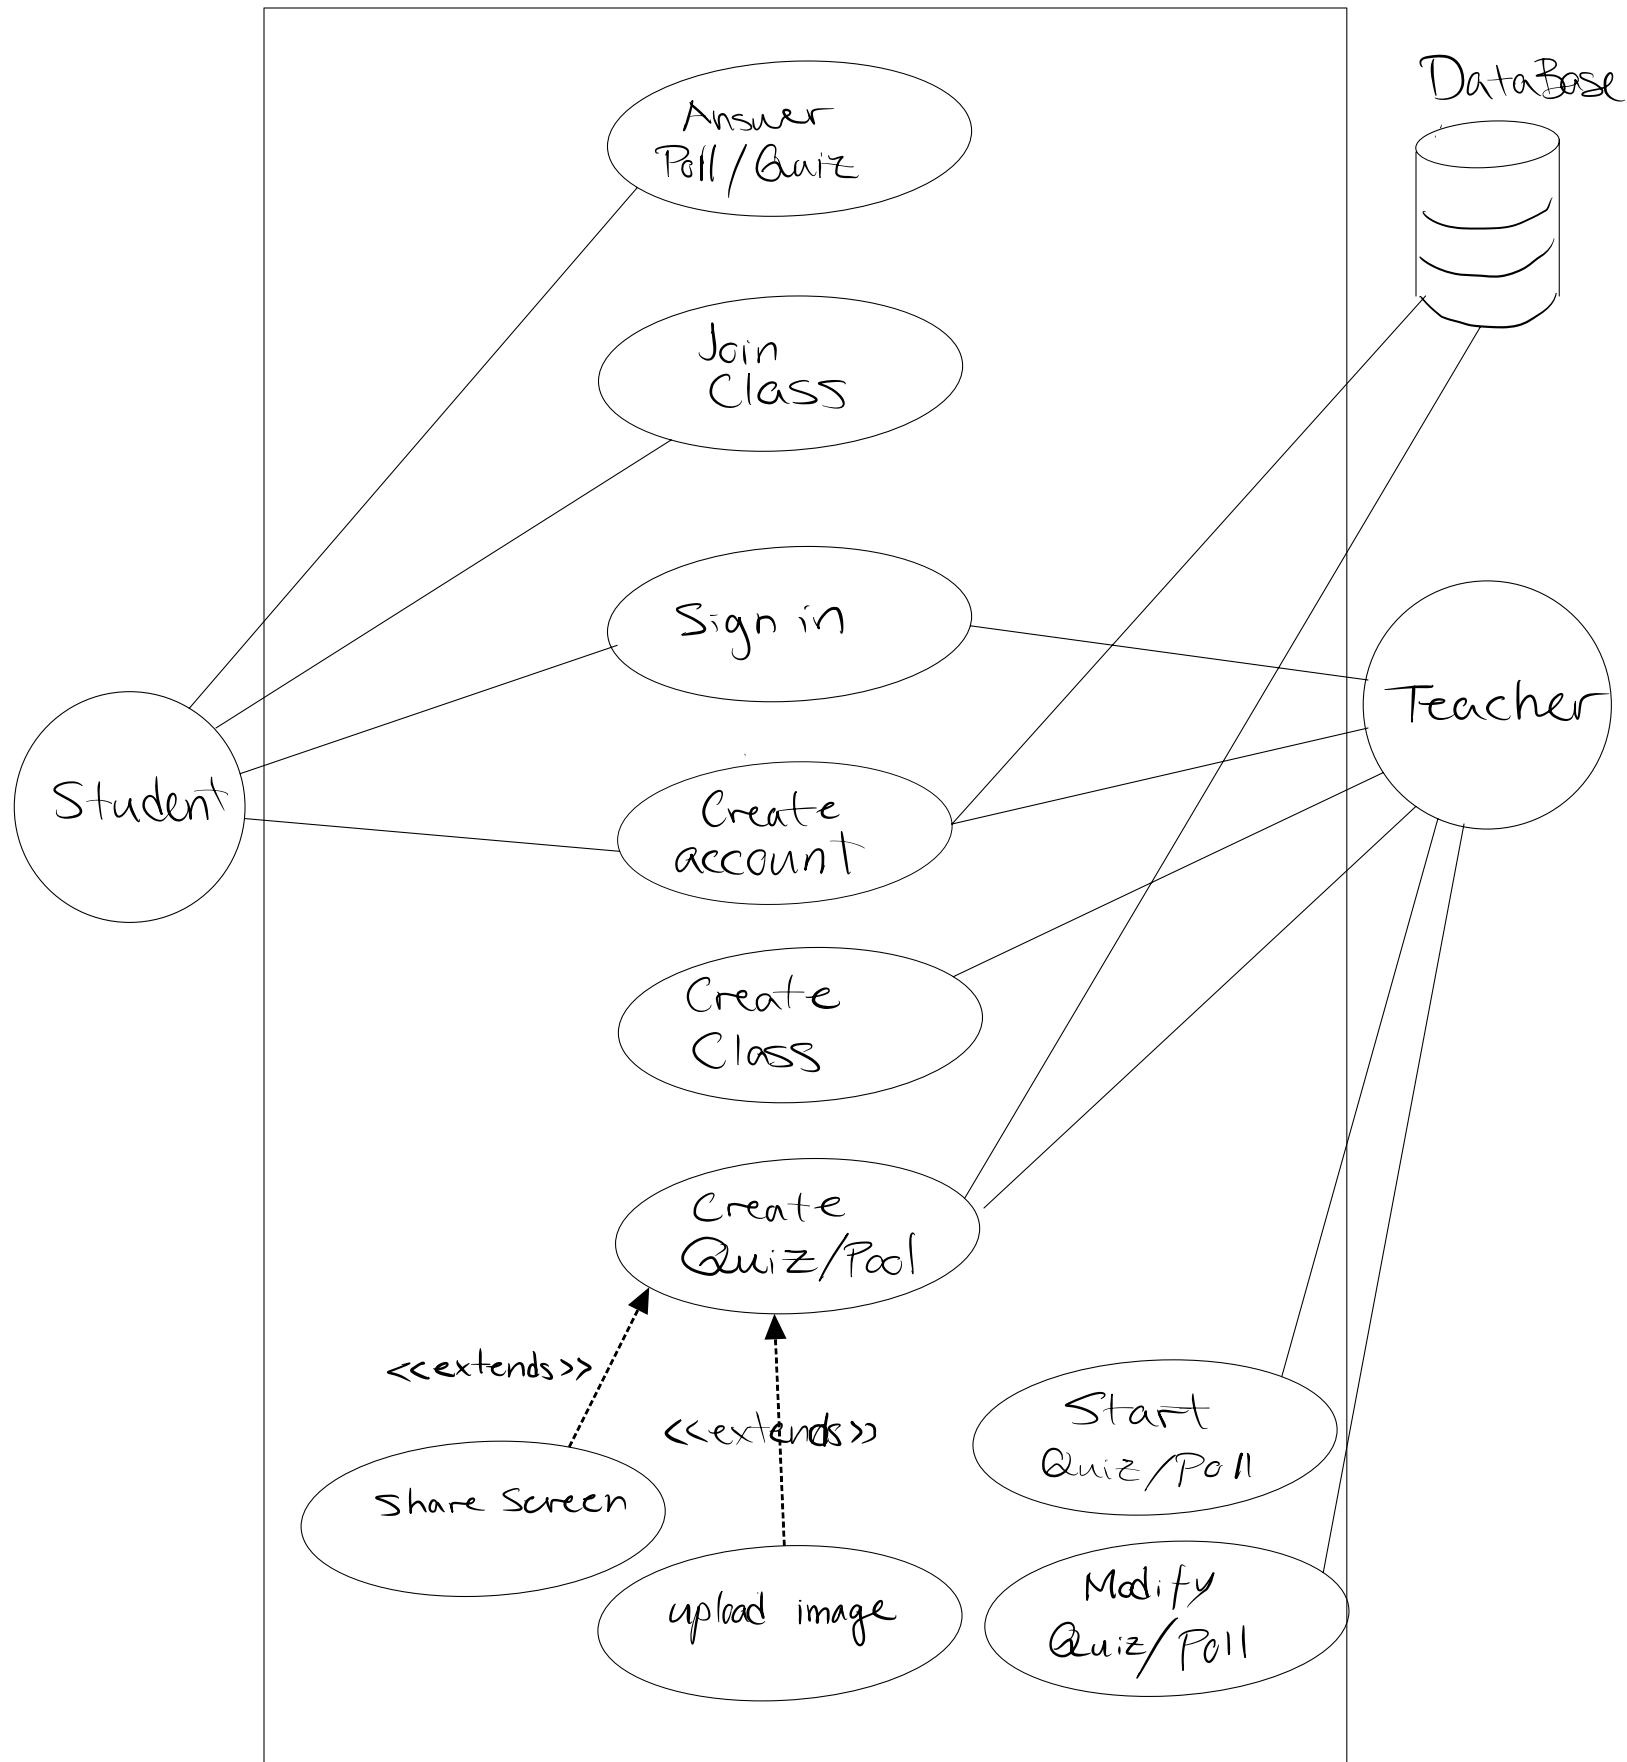 DataBase
Answer
Poll/Quiz
Join
Class
Sign in
Teacher
Student
Create
account
Create
Class
Create
Quiz/Pool
<<extends>>
<<extends>>
Start
Quiz/Poll
Share Screen
Modify
Quiz/Poll
upload image